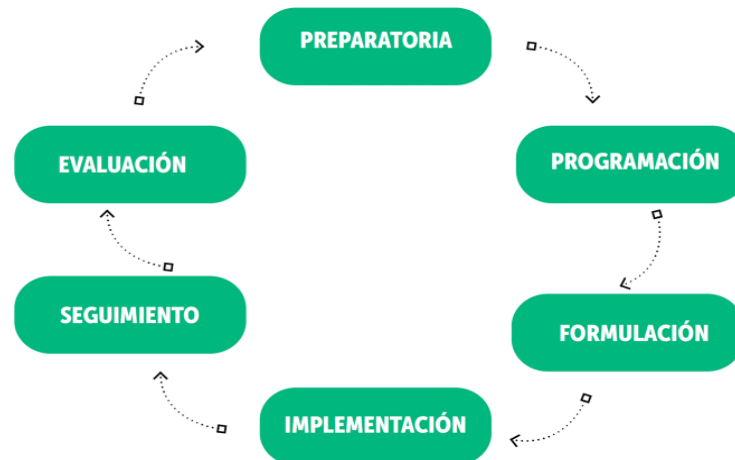 PREPARATORIA
PROGRAMACIÓN
FORMULACIÓN
IMPLEMENTACIÓN
SEGUIMIENTO
EVALUACIÓN